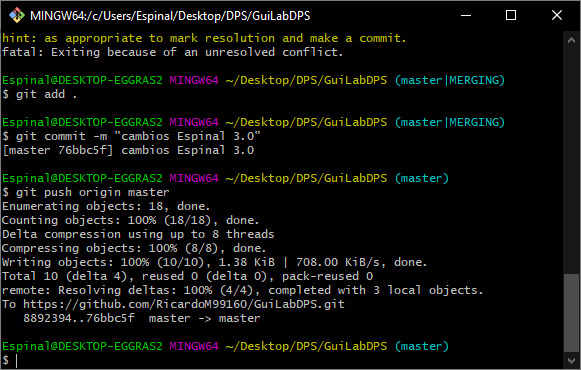 MINGW64:/c/Users/Espinal/Desktop/DPS/GuiLabDPS
hint: as appropriate to mark resolution and make a commit.
fatal: Exiting because of an unresolved conflict.
Espinal@DESKTOP-EGGRAS2 MINGW64 ~/Desktop/DPS/GuiLabDPS (master|MERGING)
$ git add .
Espinal@DESKTOP-EGGRAS2 MINGW64 ~/Desktop/DPS/GuiLabDPS (master|MERGING)
$ git commit -m "cambios Espinal 3.0"
[master 76bbc5f] cambios Espinal 3.0
Espinal@DESKTOP-EGGRAS2 MINGW64 ~/Desktop/DPS/GuiLabDPS (master)
$ git push origin master
Enumerating objects: 18, done.
Counting objects: 100% (18/18), done.
Delta compression using up to 8 threads
Compressing objects: 100% (8/8), done.
Writing objects: 100% (10/10), 1.38 KiB | 708.00 KiB/s, done.
Total 10 (delta 4), reused 0 (delta 0), pack-reused 0
remote: Resolving deltas: 100% (4/4), completed with 3 local objects.
To https://github.com/RicardoM99160/GuiLabDPS.git
   8892394..76bbc5f  master -> master
Espinal@DESKTOP-EGGRAS2 MINGW64 ~/Desktop/DPS/GuiLabDPS (master)
$